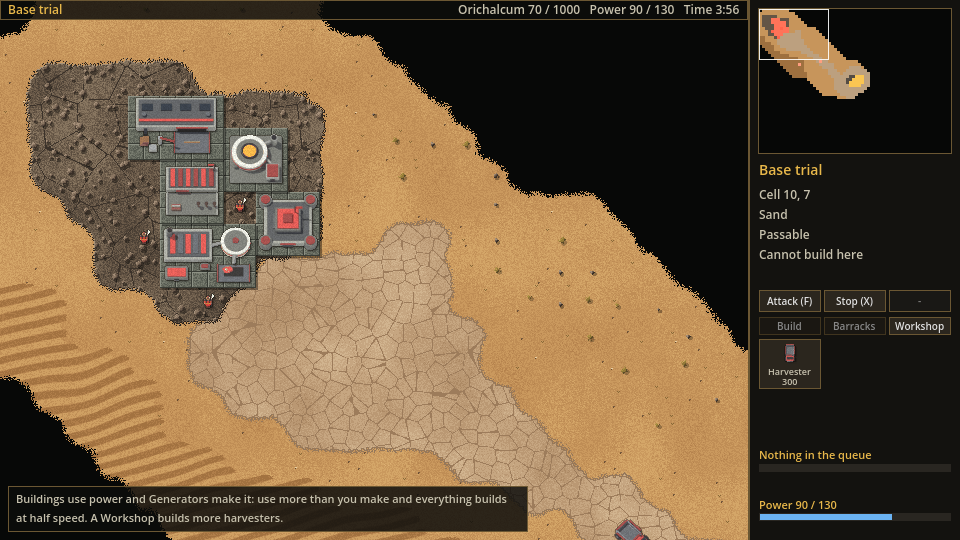 Base trial
Orichalcum 70 / 1000 Power 90 / 130 Time 3:56
Base trial
Cell 10, 7
Sand
Passable
Cannot build here
Attack (F) Stop (X) -
Build Barracks Workshop
Harvester
300
Nothing in the queue
Power 90 / 130
Buildings use power and Generators make it: use more than you make and everything builds
at half speed. A Workshop builds more harvesters.